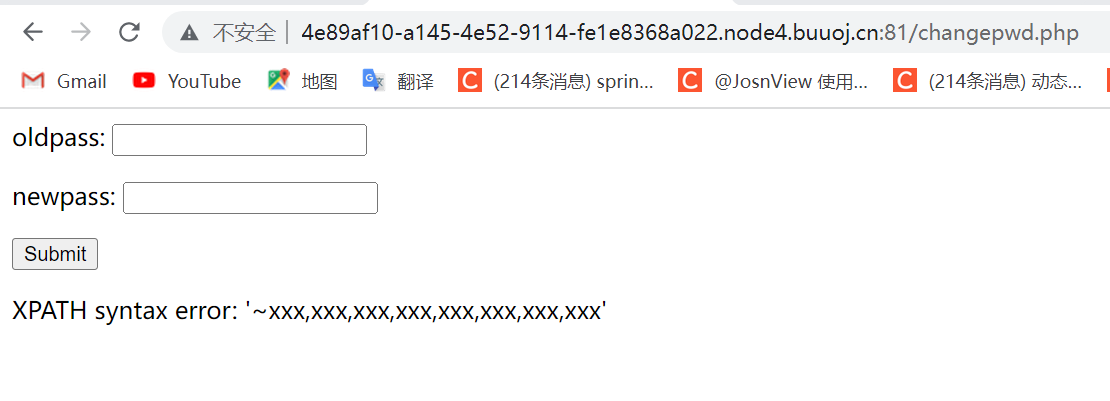 不安全 | 4e89af10-a145-4e52-9114-fe1e8368a022.node4.buuoj.cn:81/changepwd.php
Gmail YouTube 地图 翻译 (214条消息) sprin... @JosnView 使用... (214条消息) 动态...
oldpass:
newpass:
Submit
XPATH syntax error: '~xxx,xxx,xxx,xxx,xxx,xxx,xxx,xxx'